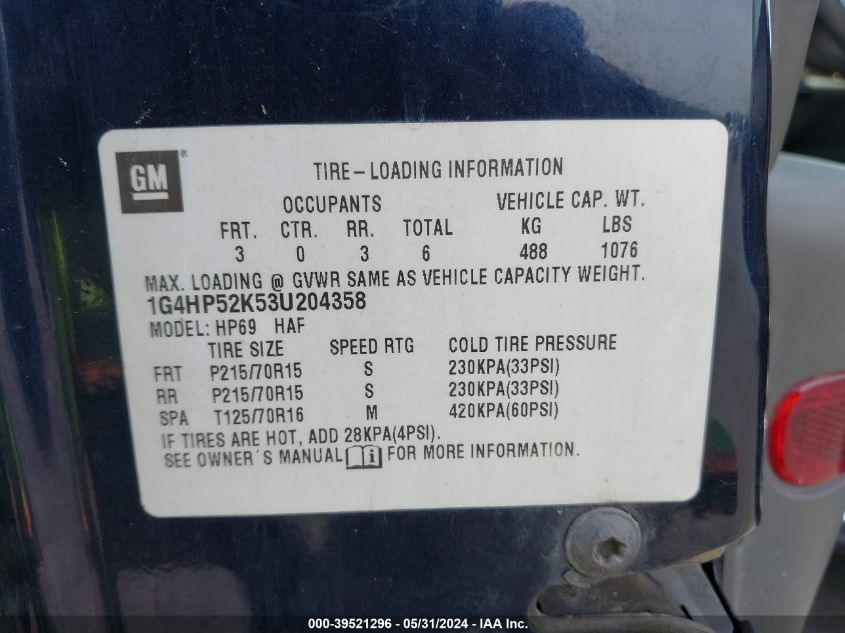 GM®
TIRE-LOADING INFORMATION
OCCUPANTS VEHICLE CAP. WT.
FRT. CTR. RR. TOTAL KG LBS
3 0 3 6 488 1076
MAX. LOADING @ GVWR SAME AS VEHICLE CAPACITY WEIGHT.
1G4HP52K53U204358
MODEL: HP69 HAF
TIRE SIZE SPEED RTG COLD TIRE PRESSURE
FRT P215/70R15 S 230KPA(33PSI)
RR P215/70R15 S 230KPA(33PSI)
SPA T125/70R16 M 420KPA(60PSI)
IF TIRES ARE HOT, ADD 28KPA(4PSI).
SEE OWNER'S MANUAL i FOR MORE INFORMATION.
000-39521296 - 05/31/2024 - IAA Inc.